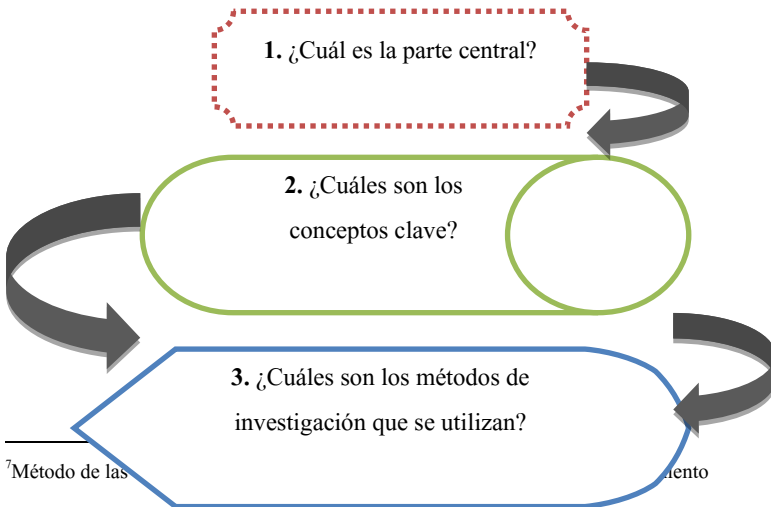 1. ¿Cuál es la parte central?
2. ¿Cuáles son los
conceptos clave?
3. ¿Cuáles son los métodos de
investigación que se utilizan?
7Método de las